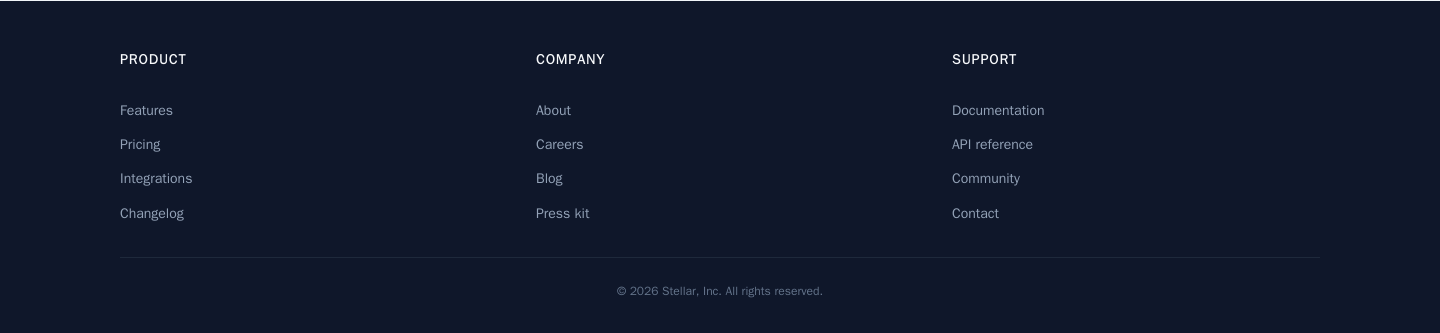 PRODUCT
Features
Pricing
Integrations
Changelog
COMPANY
About
Careers
Blog
Press kit
SUPPORT
Documentation
API reference
Community
Contact
© 2026 Stellar, Inc. All rights reserved.